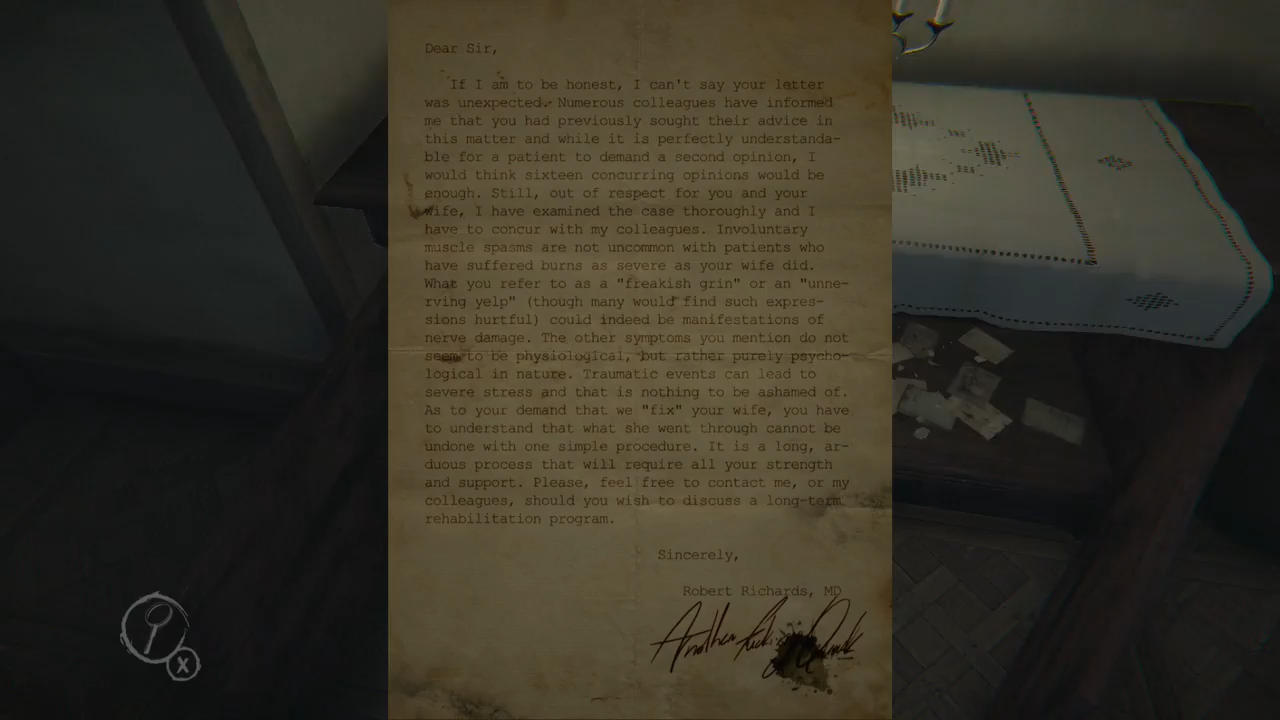 Dear Sir,
If I am to be honest, I can't say your letter
was unexpected. Numerous colleagues have informed
me that you had previously sought their advice in
this matter and while it is perfectly understanda-
ble for a patient to demand a second opinion, I
would think sixteen concurring opinions would be
enough. Still, out of respect for you and your
wife, I have examined the case thoroughly and I
have to concur with my colleagues. Involuntary
muscle spasms are not uncommon with patients who
have suffered burns as severe as your wife did.
What you refer to as a "freakish grin" or an "unne-
rving yelp" (though many would find such expres-
sions hurtful) could indeed be manifestations of
nerve damage. The other symptoms you mention do not
seem to be physiological, but rather purely psycho-
logical in nature. Traumatic events can lead to
severe stress and that is nothing to be ashamed of.
As to your demand that we "fix" your wife, you have
to understand that what she went through cannot be
undone with one simple procedure. It is a long, ar-
duous process that will require all your strength
and support. Please, feel free to contact me, or my
colleagues, should you wish to discuss a long-term
rehabilitation program.
Sincerely,
Robert Richards, MD
Another fucking Quack
X